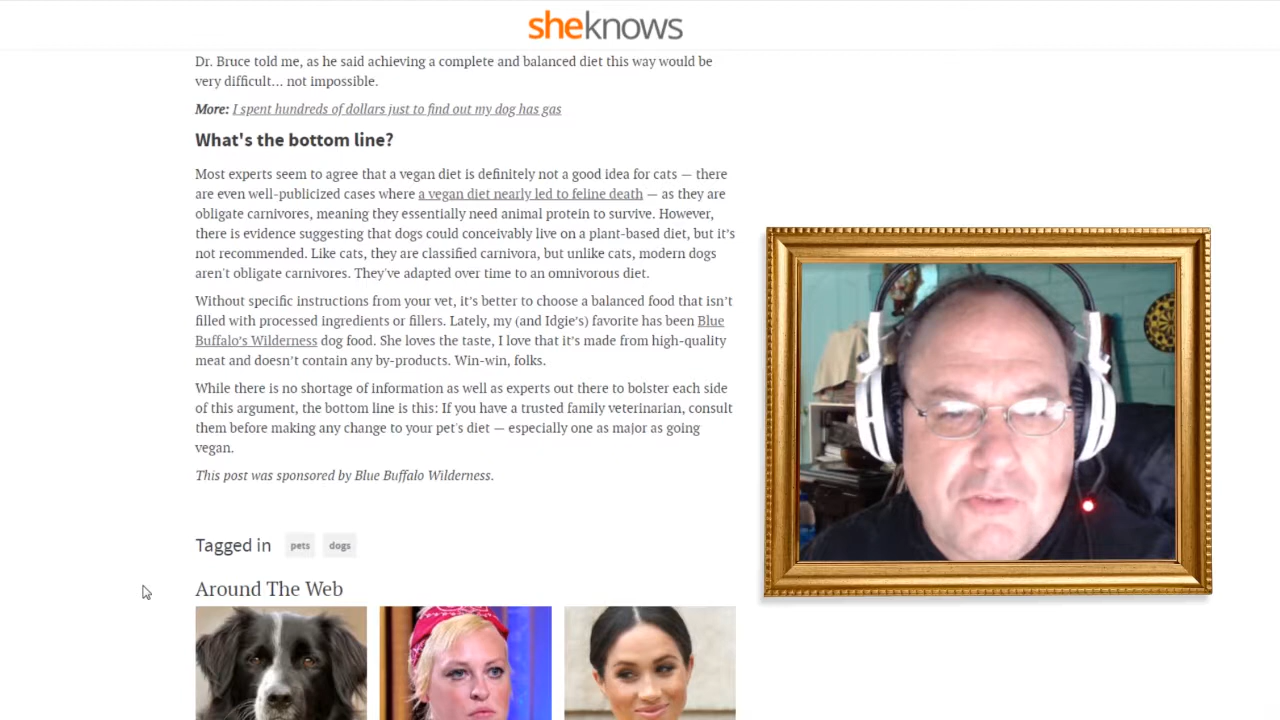 sheknows
Dr. Bruce told me, as he said achieving a complete and balanced diet this way would be
very difficult… not impossible.
More: I spent hundreds of dollars just to find out my dog has gas
What's the bottom line?
Most experts seem to agree that a vegan diet is definitely not a good idea for cats — there
are even well-publicized cases where a vegan diet nearly led to feline death — as they are
obligate carnivores, meaning they essentially need animal protein to survive. However,
there is evidence suggesting that dogs could conceivably live on a plant-based diet, but it’s
not recommended. Like cats, they are classified carnivora, but unlike cats, modern dogs
aren't obligate carnivores. They've adapted over time to an omnivorous diet.
Without specific instructions from your vet, it’s better to choose a balanced food that isn’t
filled with processed ingredients or fillers. Lately, my (and Idgie’s) favorite has been Blue
Buffalo’s Wilderness dog food. She loves the taste, I love that it’s made from high-quality
meat and doesn’t contain any by-products. Win-win, folks.
While there is no shortage of information as well as experts out there to bolster each side
of this argument, the bottom line is this: If you have a trusted family veterinarian, consult
them before making any change to your pet's diet — especially one as major as going
vegan.
This post was sponsored by Blue Buffalo Wilderness.
Tagged in pets dogs
Around The Web